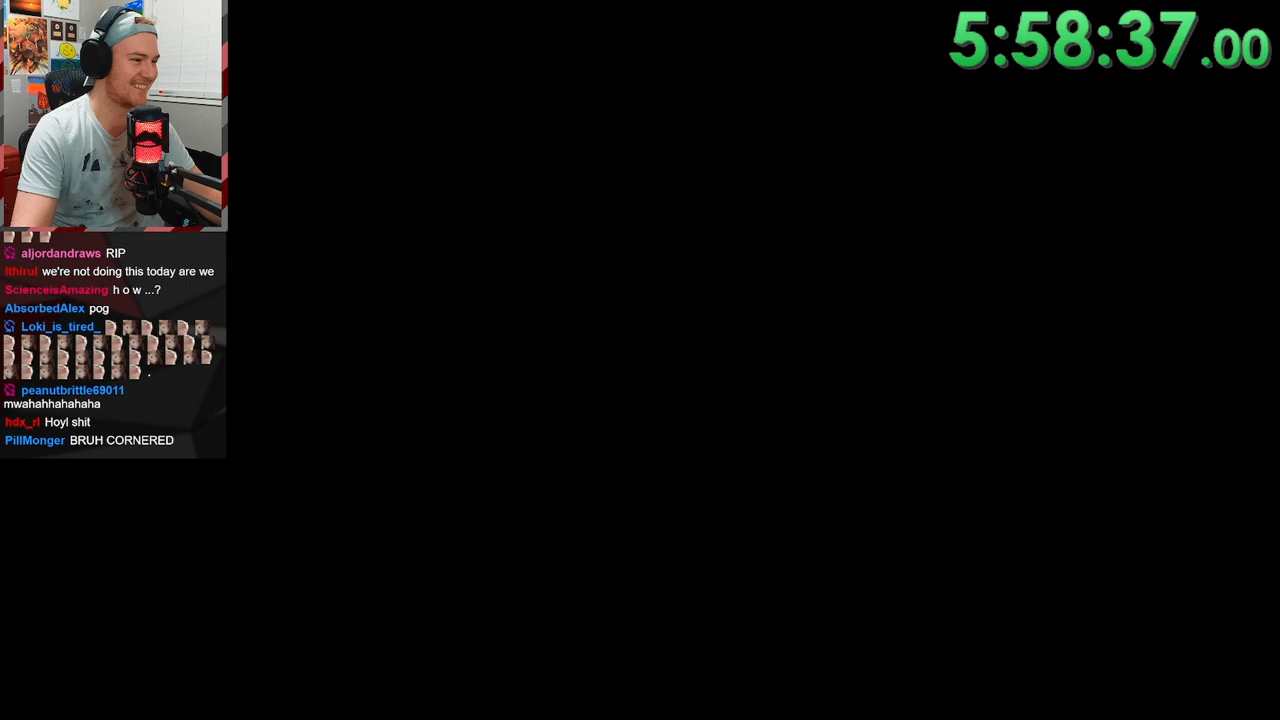 5:58:37.00
aljordandraws RIP
Ithirul we're not doing this today are we
ScienceisAmazing h o w ...?
AbsorbedAlex pog
Loki_is_tired_
.
peanutbrittle69011
mwahahhahahaha
hdx_rl Hoyl shit
PillMonger BRUH CORNERED